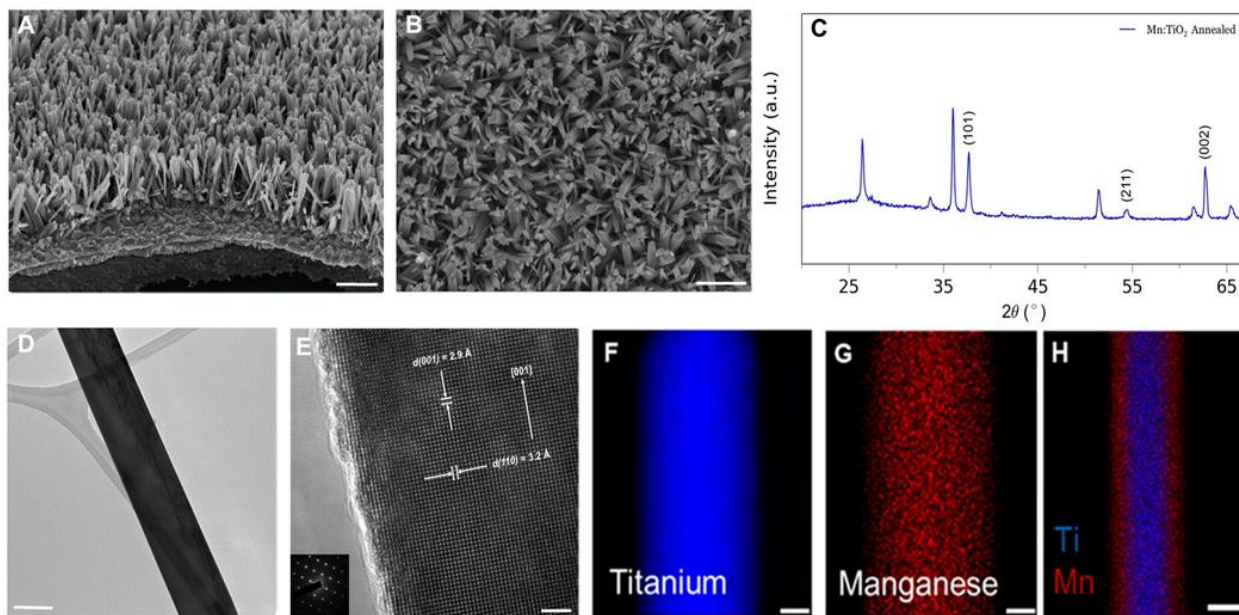 A
B
C
Mn:TiO₂ Annealed
Intensity (a.u.)
(101)
(211)
(002)
25 35 45 55 65
2θ (°)
D
E
d(001) = 2.9 Å
[001]
d(110) = 3.2 Å
F
Titanium
G
Manganese
H
Ti
Mn